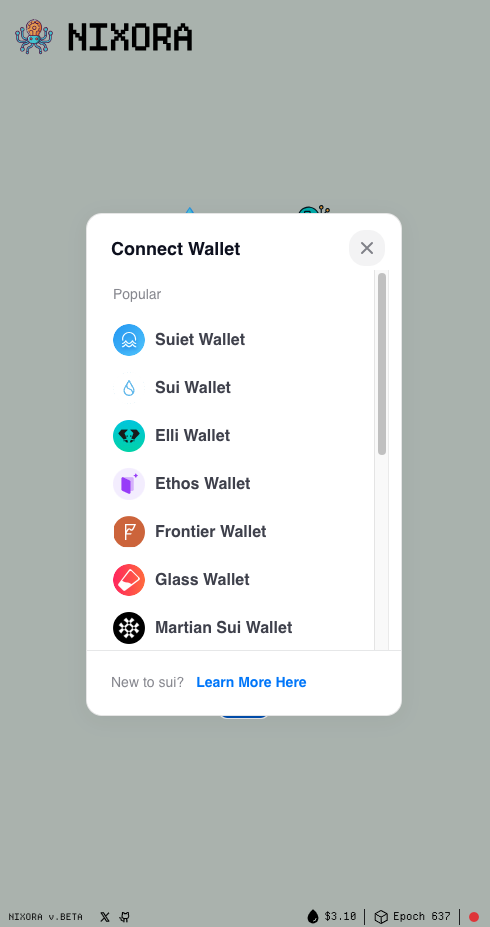 NIXORA
Connect Wallet
Popular
Suiet Wallet
Sui Wallet
Elli Wallet
Ethos Wallet
Frontier Wallet
Glass Wallet
Martian Sui Wallet
New to sui? Learn More Here
NIXORA v.BETA $3.10 Epoch 637